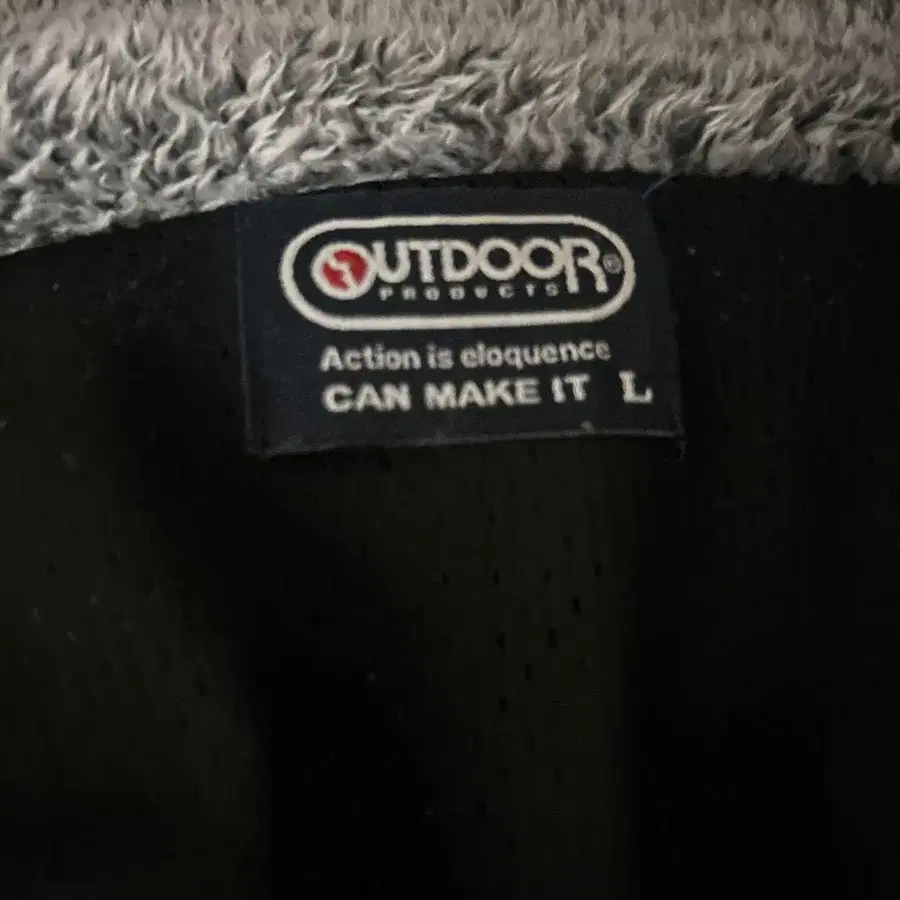 OUTDOOR®
PRODUCTS
Action is eloquence
CAN MAKE IT L